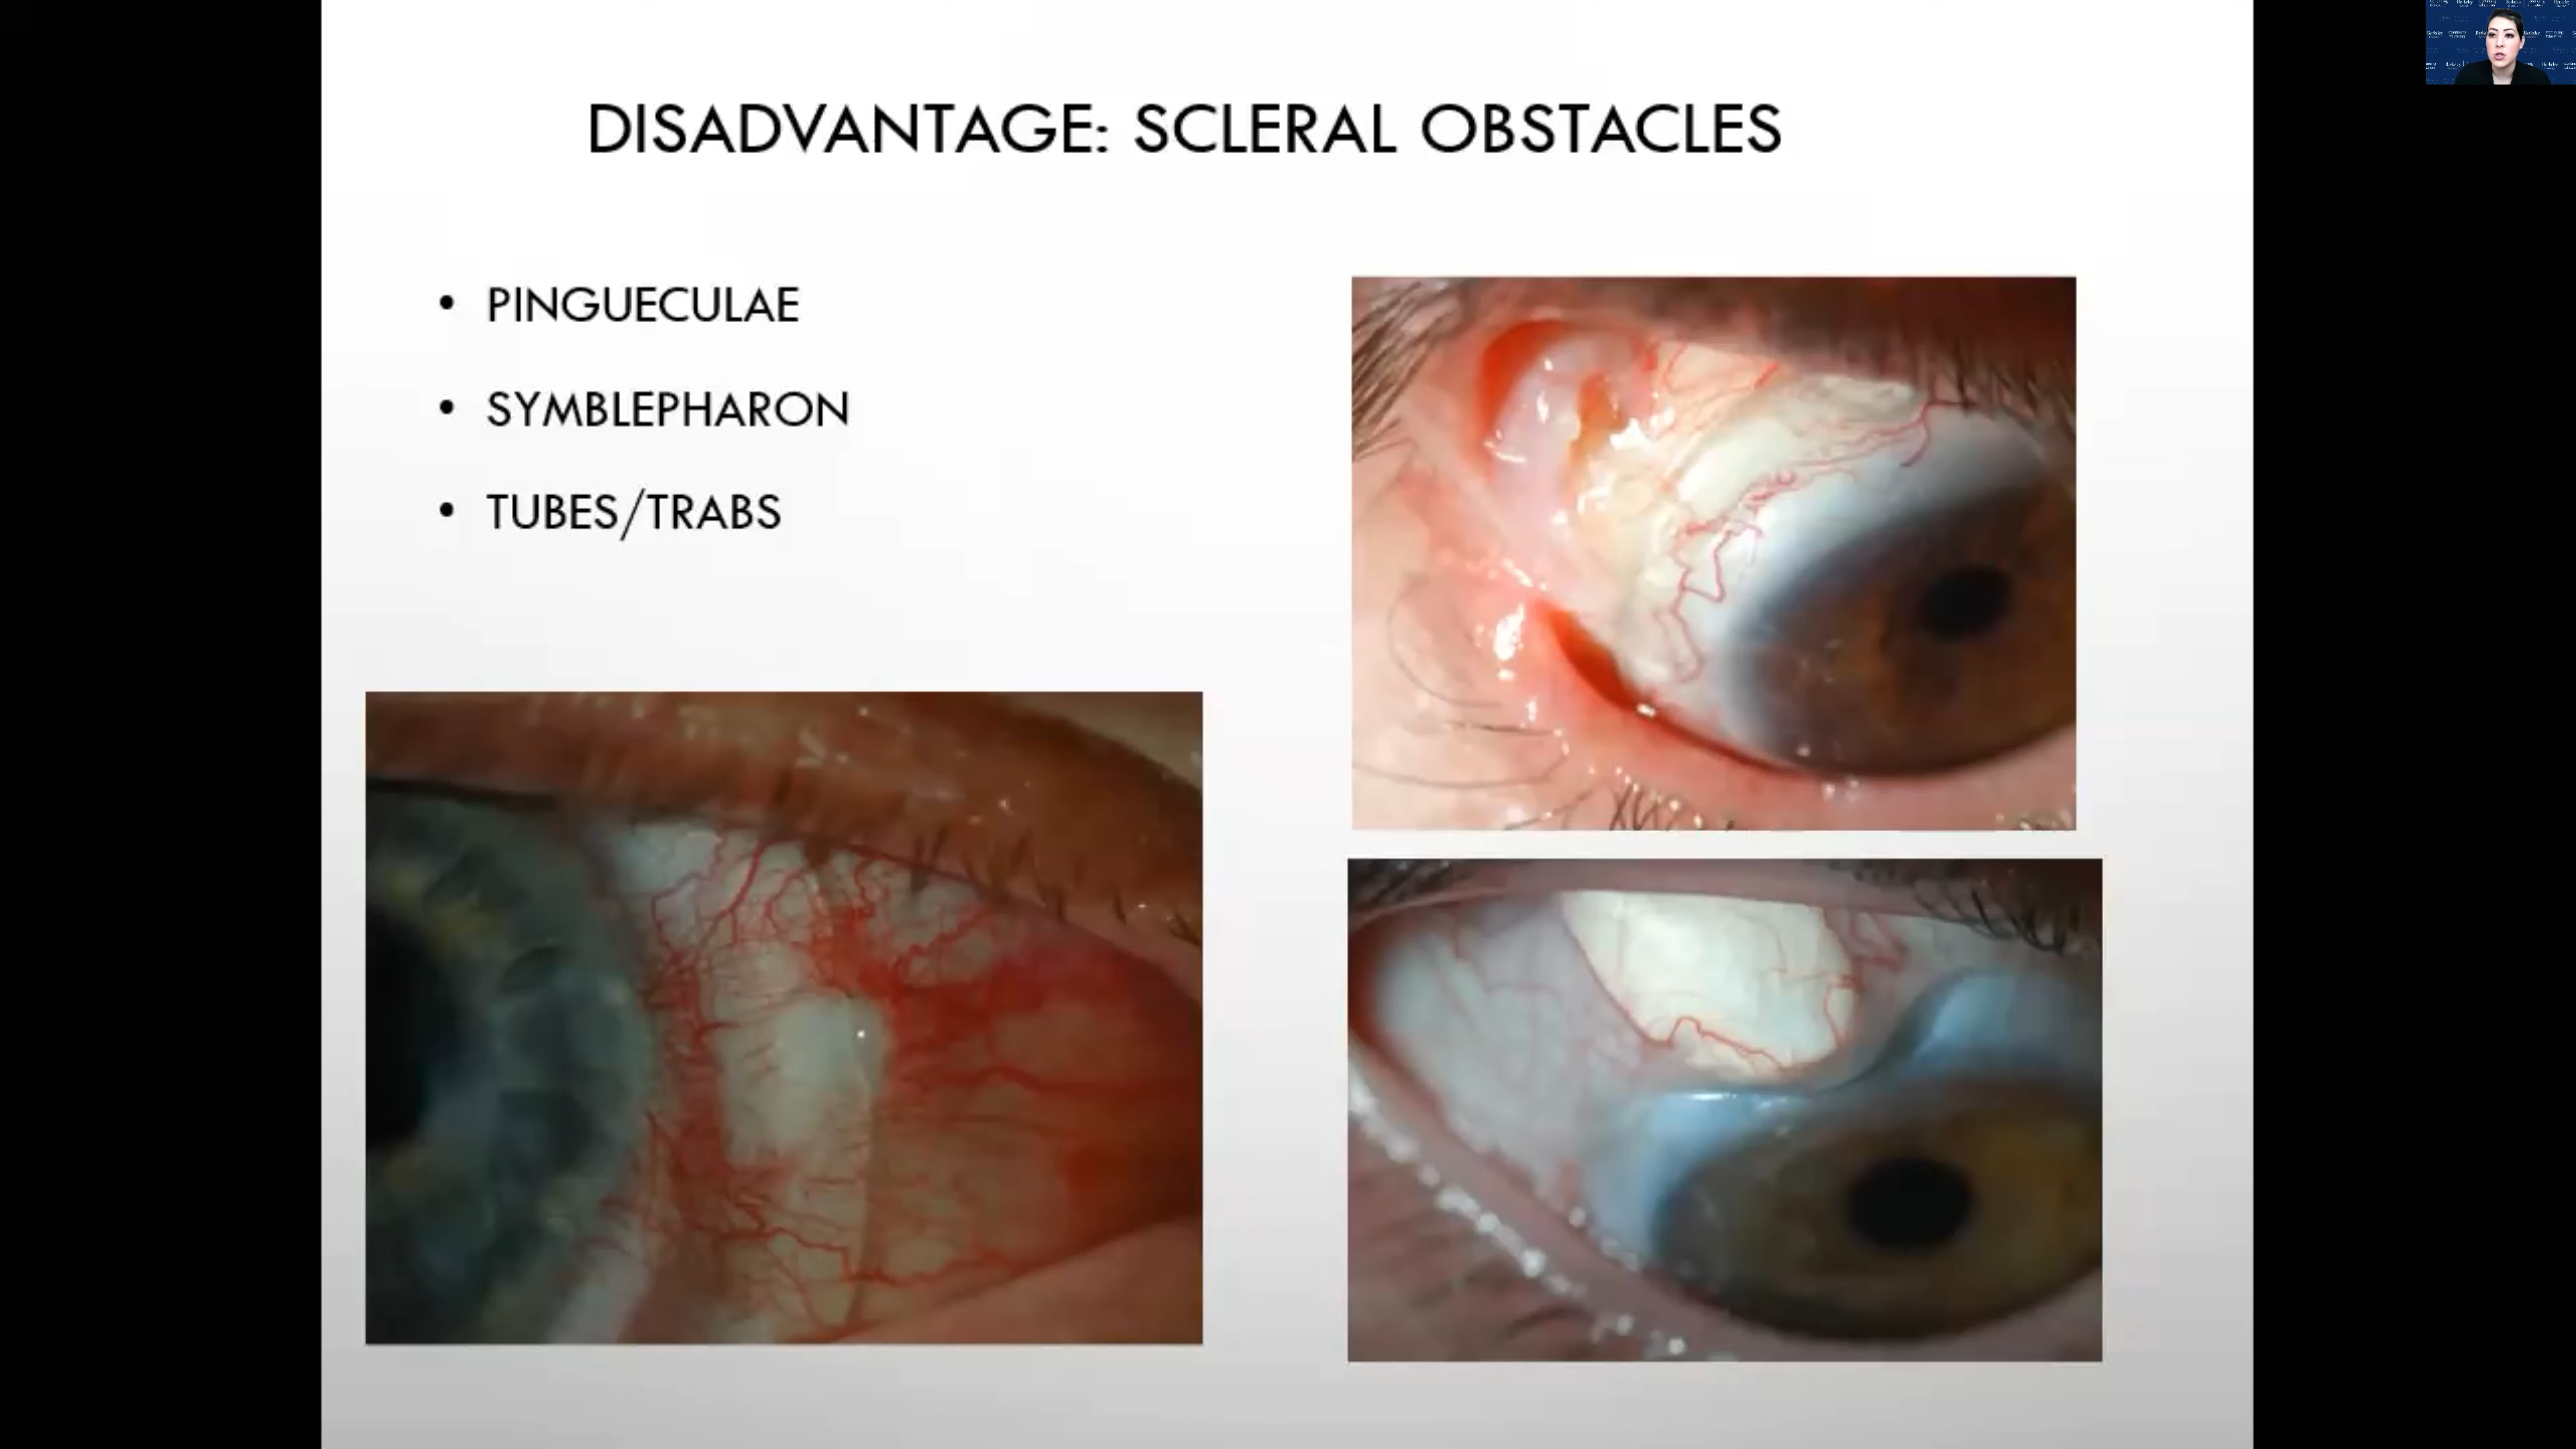 DISADVANTAGE: SCLERAL OBSTACLES
• PINGUECULAE
• SYMBLEPHARON
• TUBES/TRABS